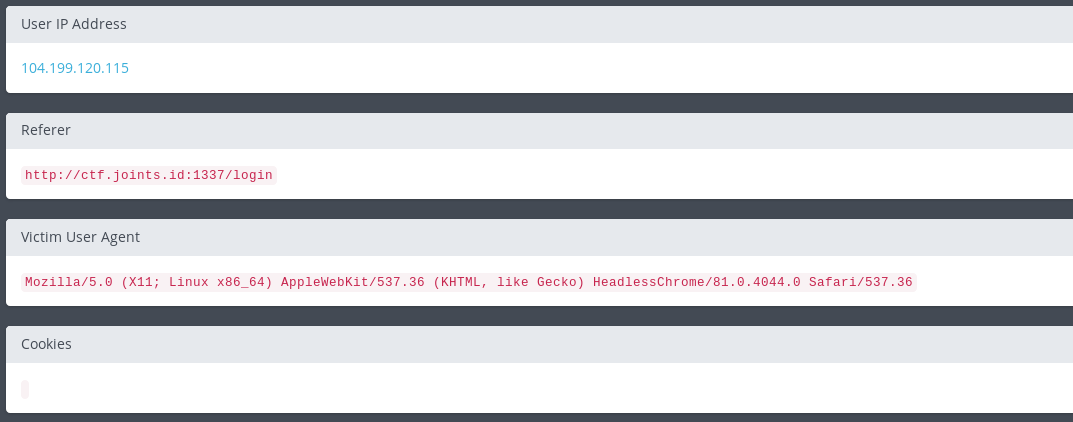 User IP Address
104.199.120.115
Referer
http://ctf.joints.id:1337/login
Victim User Agent
Mozilla/5.0 (X11; Linux x86_64) AppleWebKit/537.36 (KHTML, like Gecko) HeadlessChrome/81.0.4044.0 Safari/537.36
Cookies